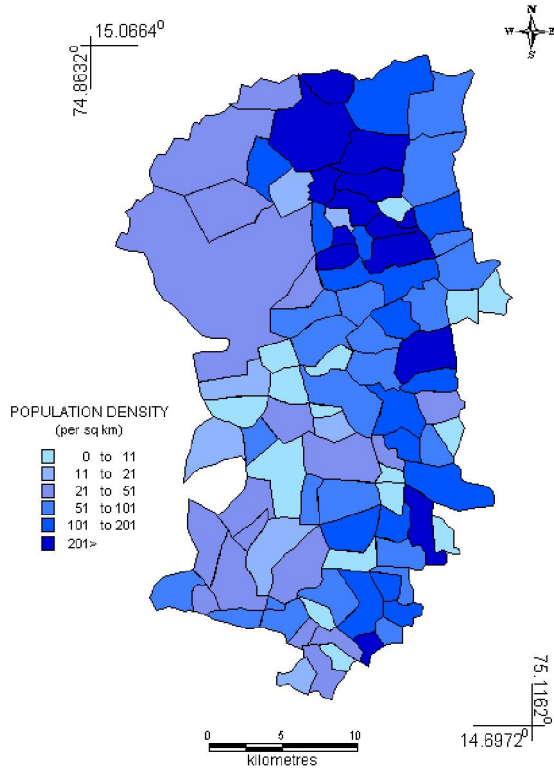 N
W E
S
15.0664⁰
74.8632⁰
POPULATION DENSITY
(per sq km)
0 to 11
11 to 21
21 to 51
51 to 101
101 to 201
201>
75.1162⁰
14.6972⁰
0 5 10
kilometres